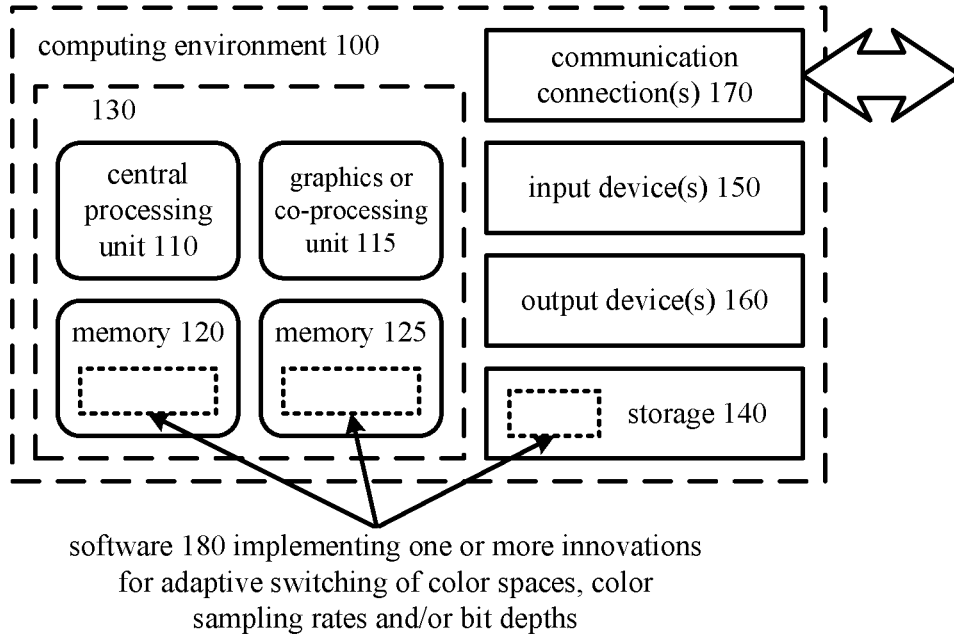 computing environment 100
130
central
processing
unit 110
graphics or
co-processing
unit 115
memory 120
memory 125
communication
connection(s) 170
input device(s) 150
output device(s) 160
storage 140
software 180 implementing one or more innovations
for adaptive switching of color spaces, color
sampling rates and/or bit depths